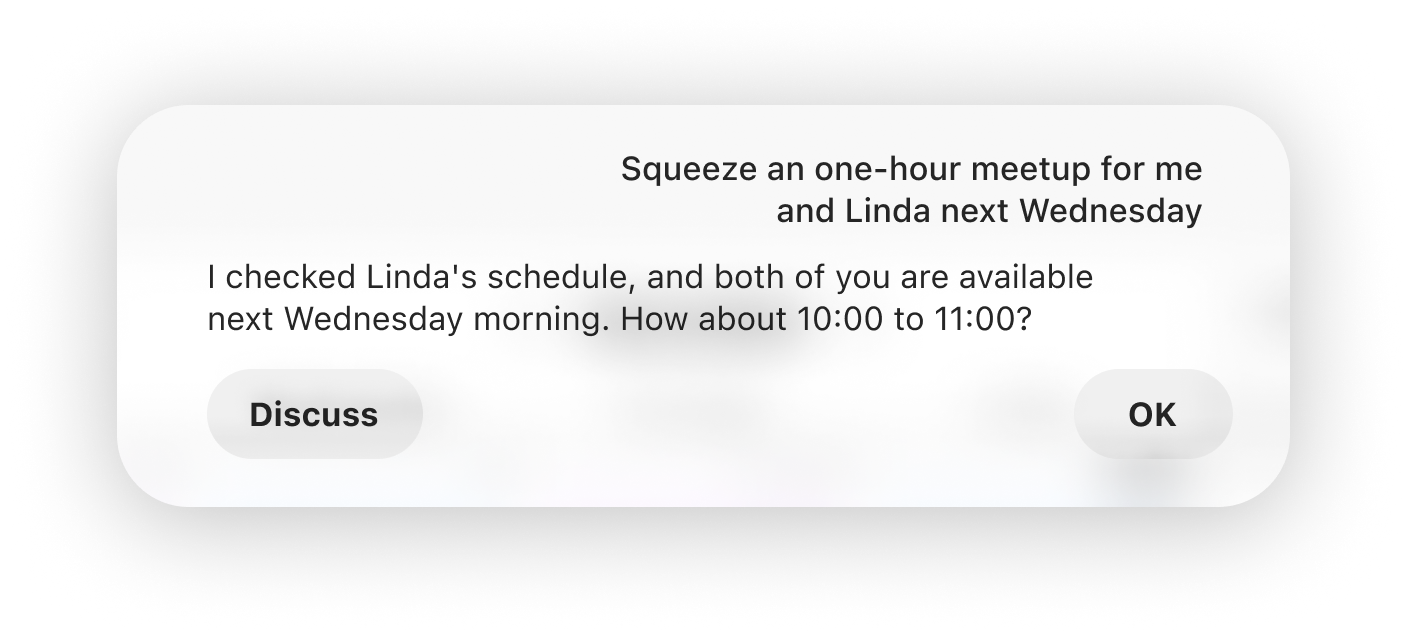 Squeeze an one-hour meetup for me
and Linda next Wednesday
I checked Linda's schedule, and both of you are available
next Wednesday morning. How about 10:00 to 11:00?
Discuss
OK